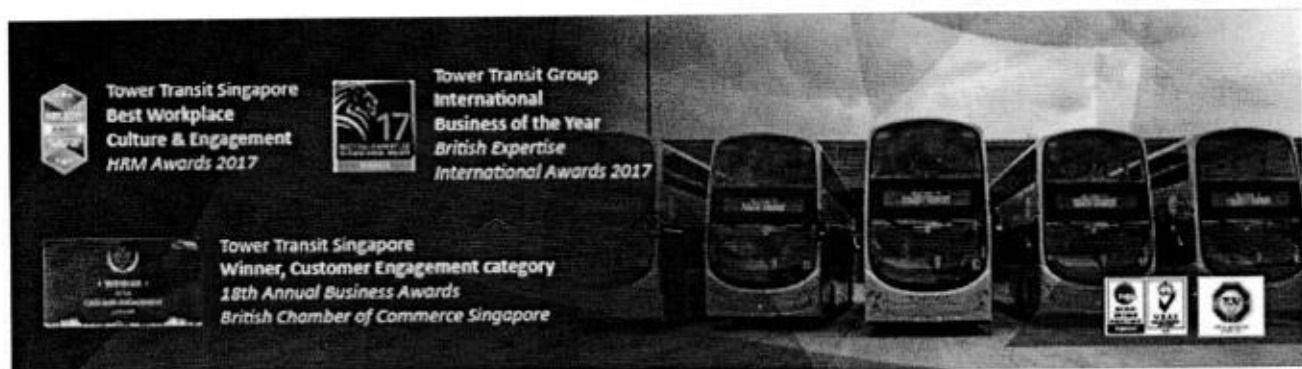 Tower Transit Singapore
Best Workplace
Culture & Engagement
HRM Awards 2017
17
Tower Transit Group
International
Business of the Year
British Expertise
International Awards 2017
Tower Transit Singapore
Winner, Customer Engagement category
18th Annual Business Awards
British Chamber of Commerce Singapore